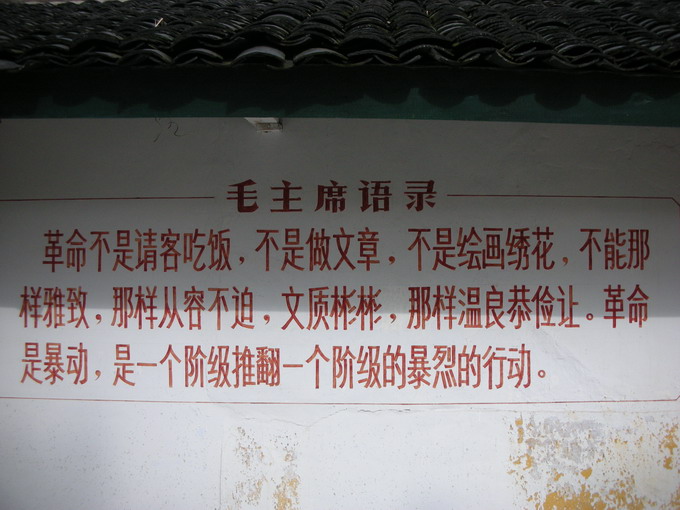 毛主席语录
革命不是请客吃饭，不是做文章，不是绘画绣花，不能那
样雅致，那样从容不迫，文质彬彬，那样温良恭俭让。革命
是暴动，是一个阶级推翻一个阶级的暴烈的行动。